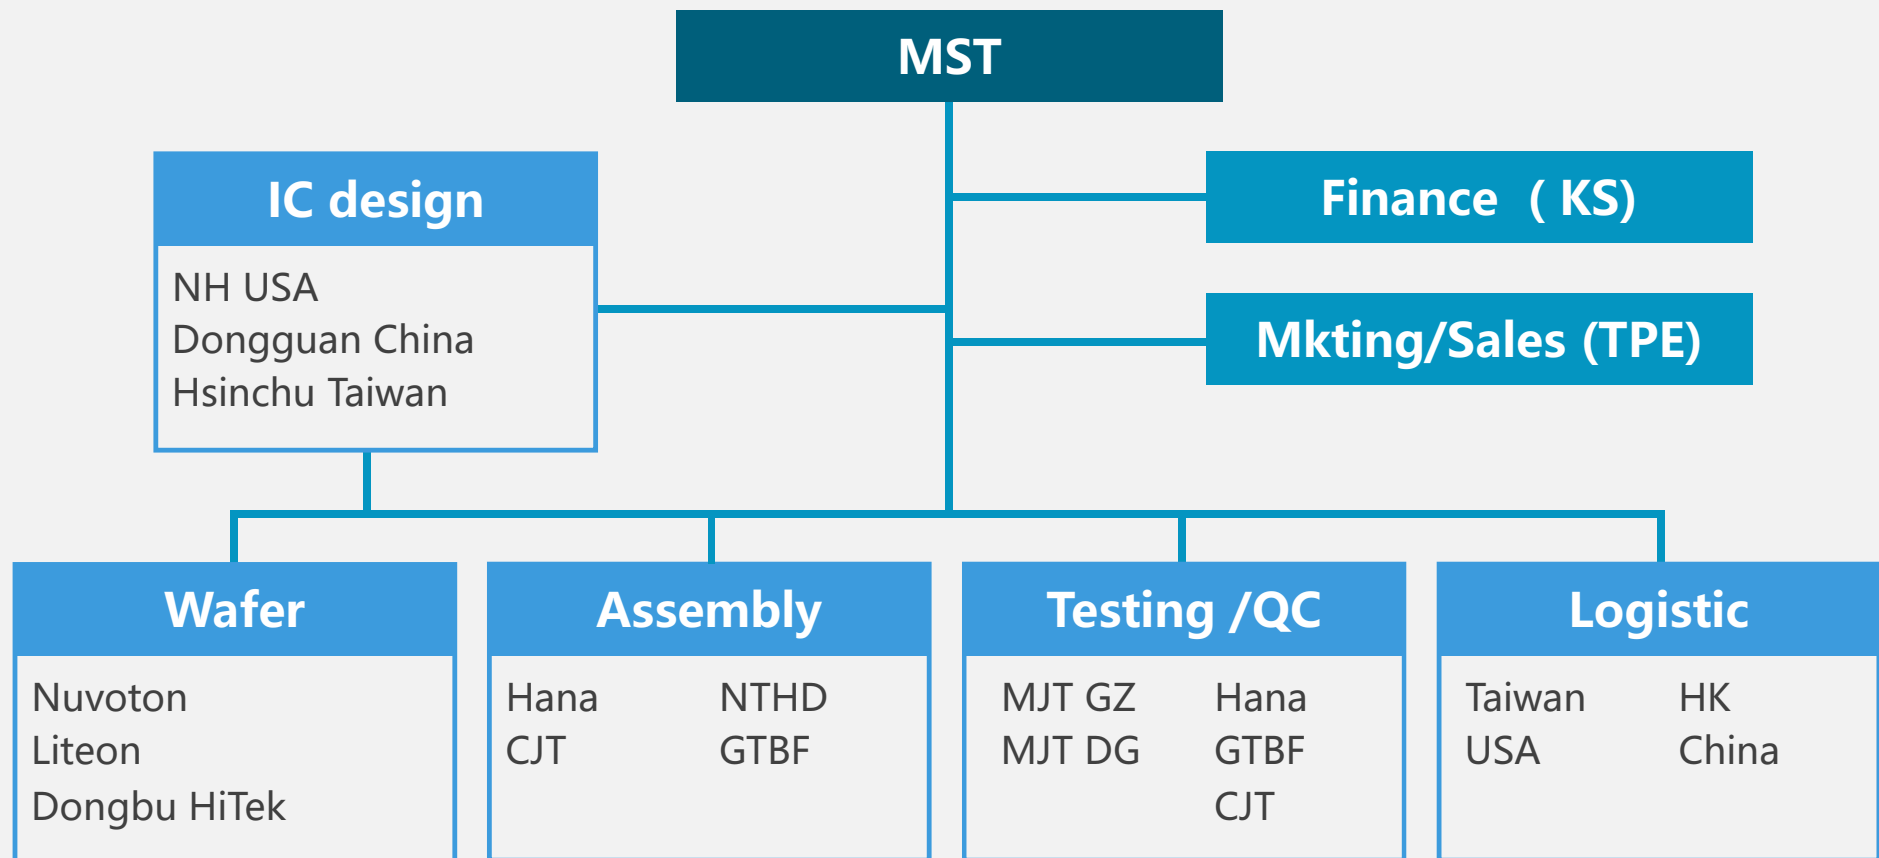 MST
IC design
NH USA
Dongguan China
Hsinchu Taiwan
Finance ( KS)
Mkting/Sales (TPE)
Wafer
Nuvoton
Liteon
Dongbu HiTek
Assembly
Hana NTHD
CJT GTBF
Testing /QC
MJT GZ Hana
MJT DG GTBF
CJT
Logistic
Taiwan HK
USA China